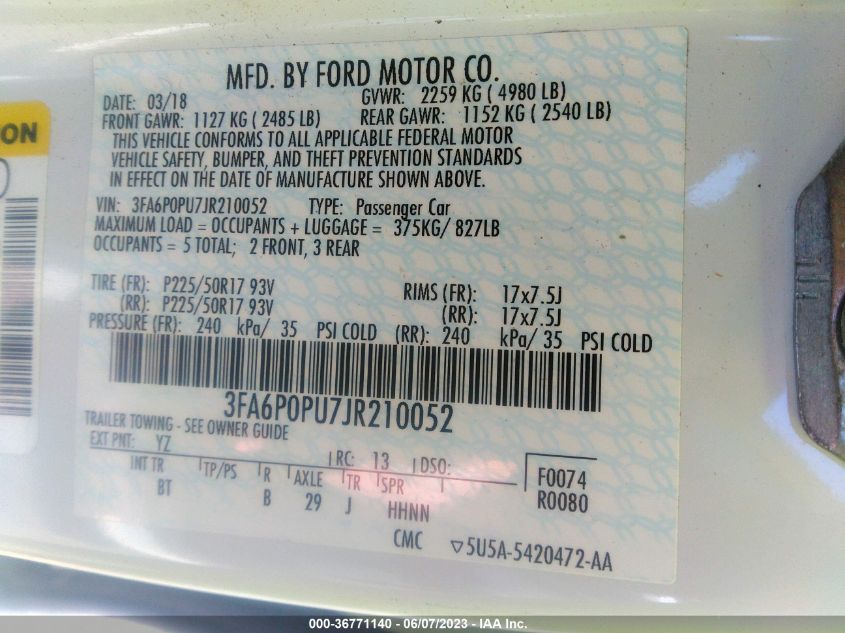 MFD. BY FORD MOTOR CO.
DATE: 03/18 GVWR: 2259 KG ( 4980 LB)
FRONT GAWR: 1127 KG ( 2485 LB) REAR GAWR: 1152 KG ( 2540 LB)
THIS VEHICLE CONFORMS TO ALL APPLICABLE FEDERAL MOTOR
VEHICLE SAFETY, BUMPER, AND THEFT PREVENTION STANDARDS
IN EFFECT ON THE DATE OF MANUFACTURE SHOWN ABOVE.
VIN: 3FA6P0PU7JR210052 TYPE: Passenger Car
MAXIMUM LOAD = OCCUPANTS + LUGGAGE = 375KG/ 827LB
OCCUPANTS = 5 TOTAL; 2 FRONT, 3 REAR
TIRE (FR): P225/50R17 93V RIMS (FR): 17x7.5J
(RR): P225/50R17 93V (RR): 17x7.5J
PRESSURE (FR): 240 kPa/ 35 PSI COLD (RR): 240 kPa/ 35 PSI COLD
3FA6P0PU7JR210052
TRAILER TOWING - SEE OWNER GUIDE
EXT PNT: YZ RC: 13 DSO:
INT TR TP/PS R AXLE TR SPR F0074
BT B 29 J HHNN R0080
CMC ▽5U5A-5420472-AA
ON
000-36771140 - 06/07/2023 - IAA Inc.